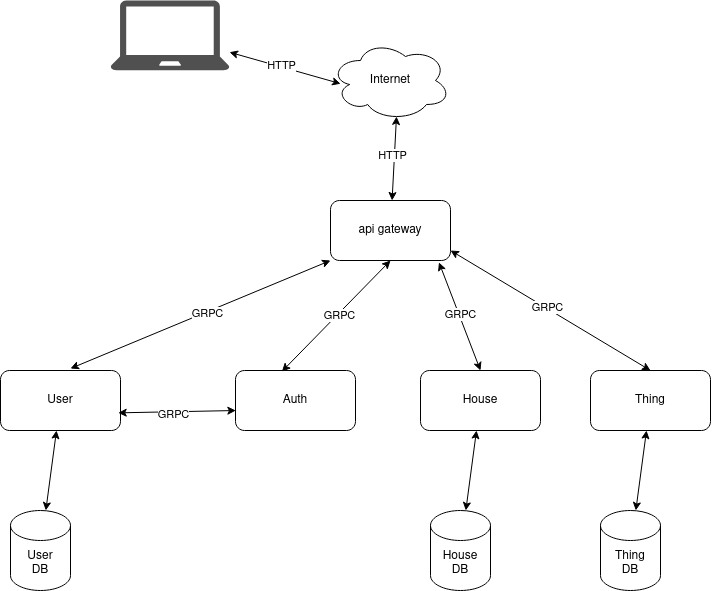 HTTP
Internet
HTTP
api gateway
GRPC
GRPC
GRPC
GRPC
User
Auth
House
Thing
GRPC
User
DB
House
DB
Thing
DB